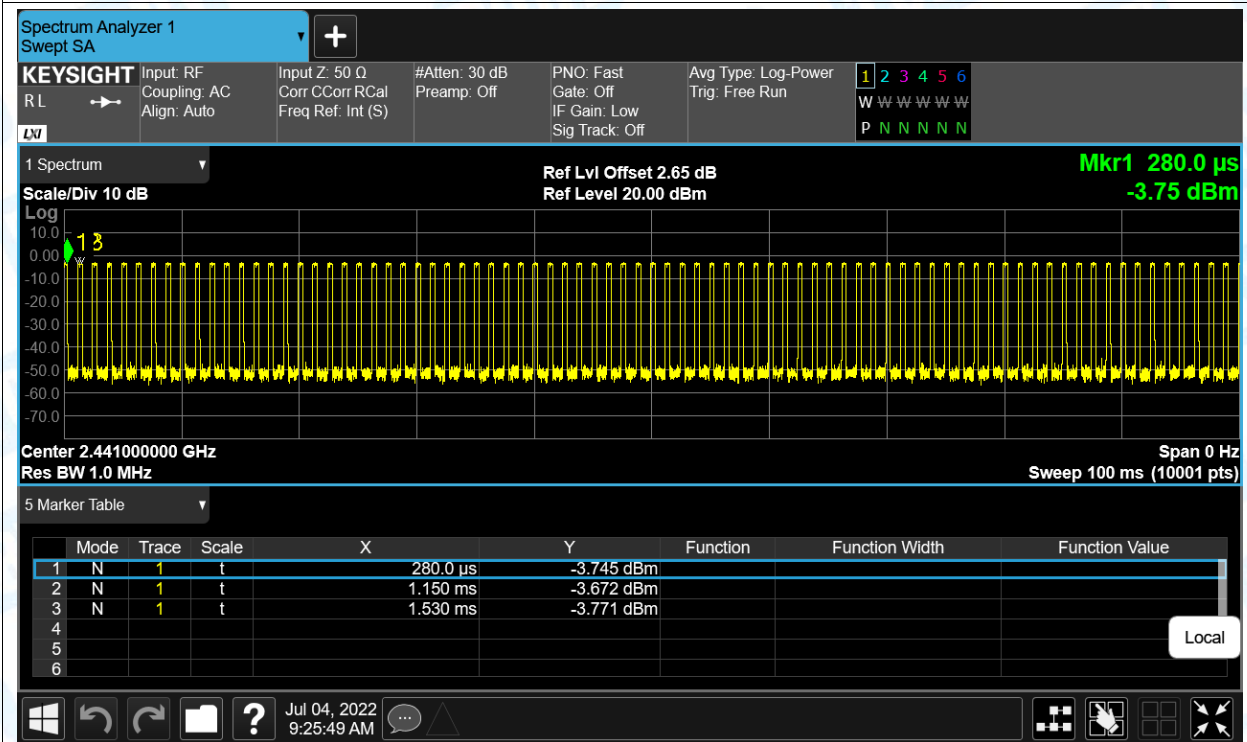 Spectrum Analyzer 1
Swept SA
+
KEYSIGHT
R L
LXI
Input: RF
Coupling: AC
Align: Auto
Input Z: 50 Ω
Corr CCorr RCal
Freq Ref: Int (S)
#Atten: 30 dB
Preamp: Off
PNO: Fast
Gate: Off
IF Gain: Low
Sig Track: Off
Avg Type: Log-Power
Trig: Free Run
1 2 3 4 5 6
W W W W W W
P N N N N N
1 Spectrum
Scale/Div 10 dB
Ref Lvl Offset 2.65 dB
Ref Level 20.00 dBm
Mkr1 280.0 µs
-3.75 dBm
Log
10.0
0.00
-10.0
-20.0
-30.0
-40.0
-50.0
-60.0
-70.0
1 3
Center 2.441000000 GHz
Res BW 1.0 MHz
Span 0 Hz
Sweep 100 ms (10001 pts)
5 Marker Table
Mode Trace Scale X Y Function Function Width Function Value
1 N 1 t 280.0 µs -3.745 dBm
2 N 1 t 1.150 ms -3.672 dBm
3 N 1 t 1.530 ms -3.771 dBm
4
5
6
Local
?
Jul 04, 2022
9:25:49 AM